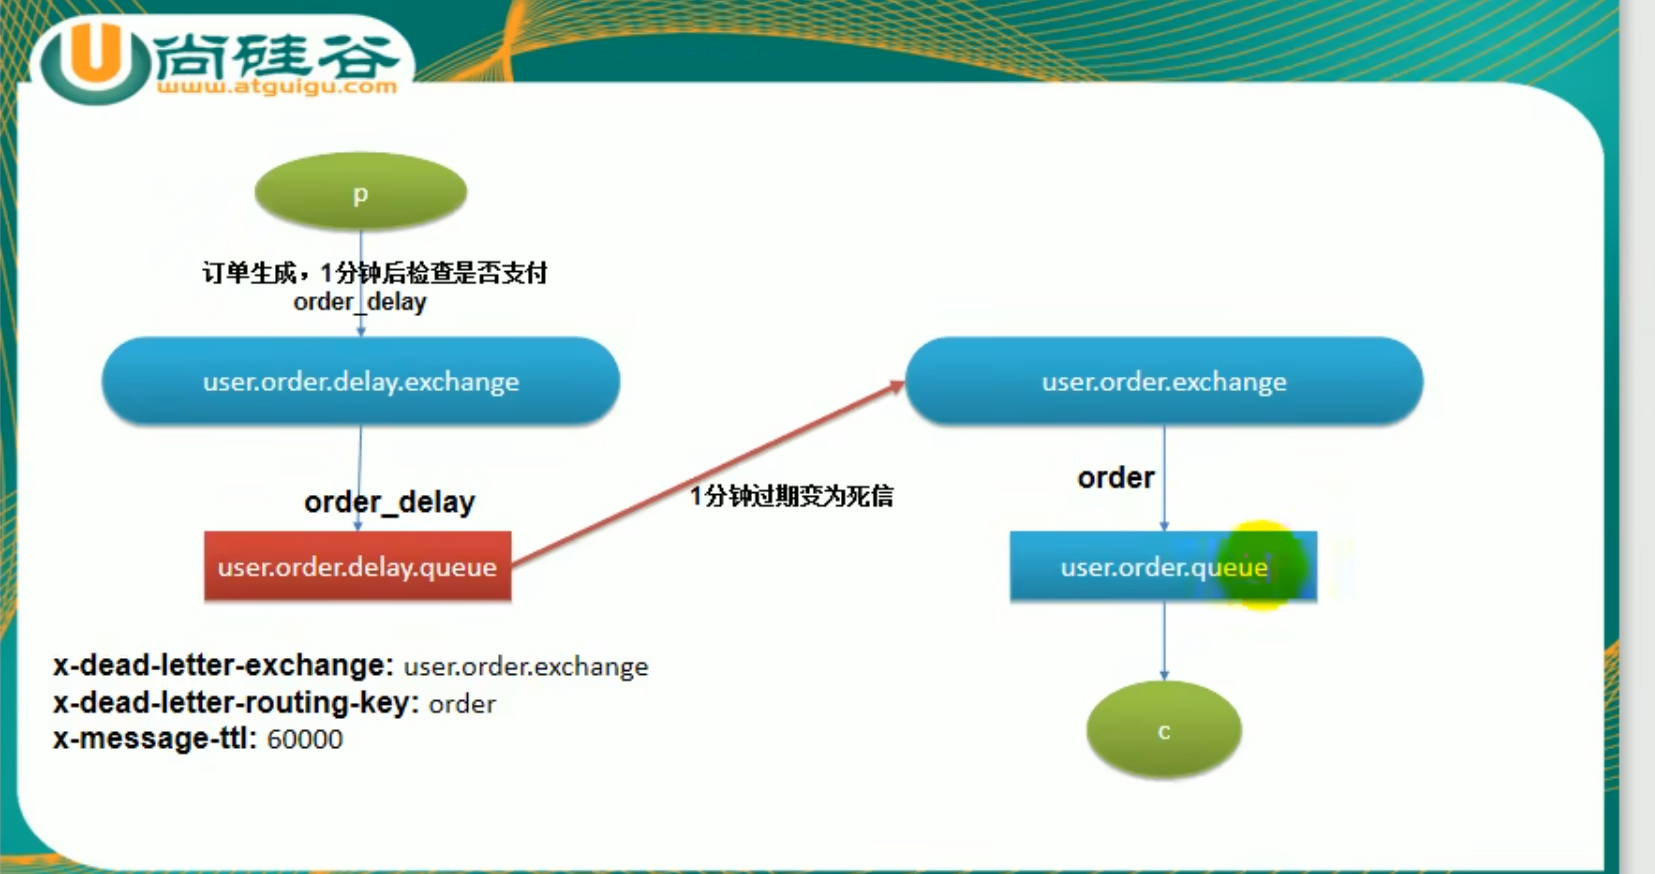 尚硅谷
www.atguigu.com
p
订单生成，1分钟后检查是否支付
order_delay
user.order.delay.exchange
user.order.exchange
order_delay
order
1分钟过期变为死信
user.order.delay.queue
user.order.queue
x-dead-letter-exchange: user.order.exchange
x-dead-letter-routing-key: order
x-message-ttl: 60000
c